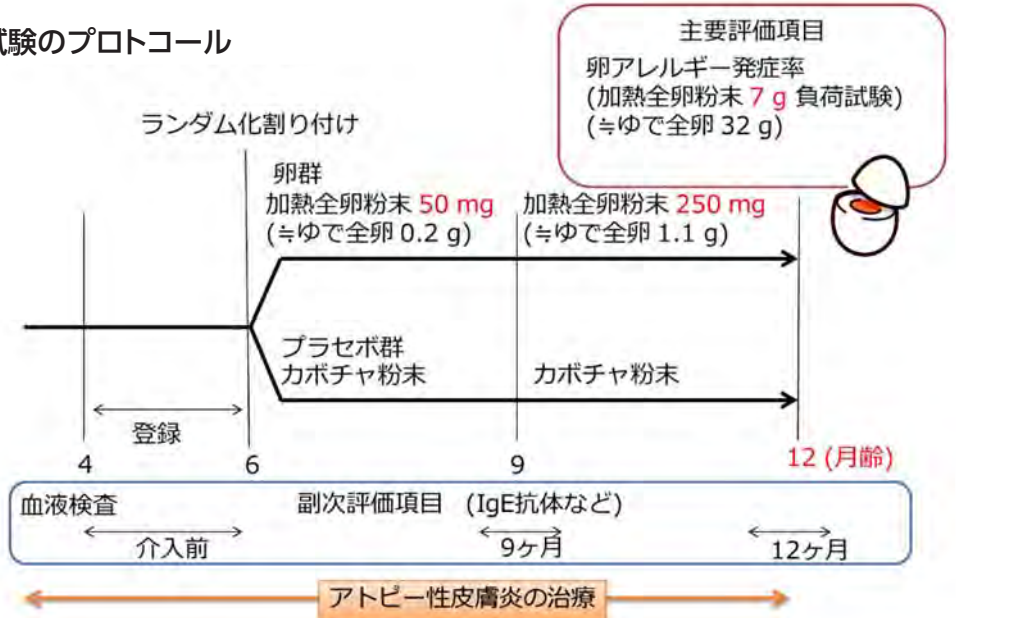 験のプロトコール
主要評価項目
卵アレルギー発症率
(加熱全卵粉末 7 g 負荷試験)
(≒ゆで全卵 32 g)
ランダム化割り付け
卵群
加熱全卵粉末 50 mg
(≒ゆで全卵 0.2 g)
加熱全卵粉末 250 mg
(≒ゆで全卵 1.1 g)
プラセボ群
カボチャ粉末
カボチャ粉末
登録
4
6
9
12 (月齢)
血液検査
副次評価項目 (IgE抗体など)
介入前
9ヶ月
12ヶ月
アトピー性皮膚炎の治療